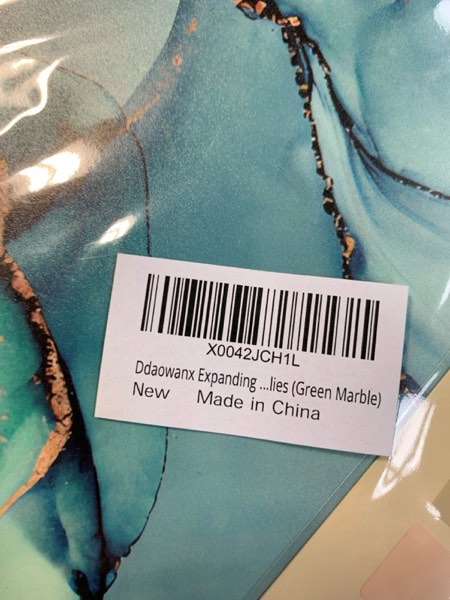 X0042JCH1L
Ddaowanx Expanding ...lies (Green Marble)
New Made in China